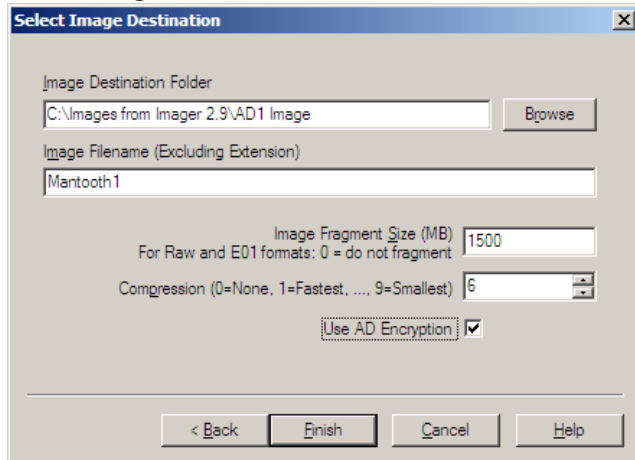 Select Image Destination
Image Destination Folder
C:\Images from Imager 2.9\AD1 Image
Browse
Image Filename (Excluding Extension)
Mantooth1
Image Fragment Size (MB)
For Raw and E01 formats: 0 = do not fragment
1500
Compression (0=None, 1=Fastest, ..., 9=Smallest)
6
Use AD Encryption
< Back
Finish
Cancel
Help